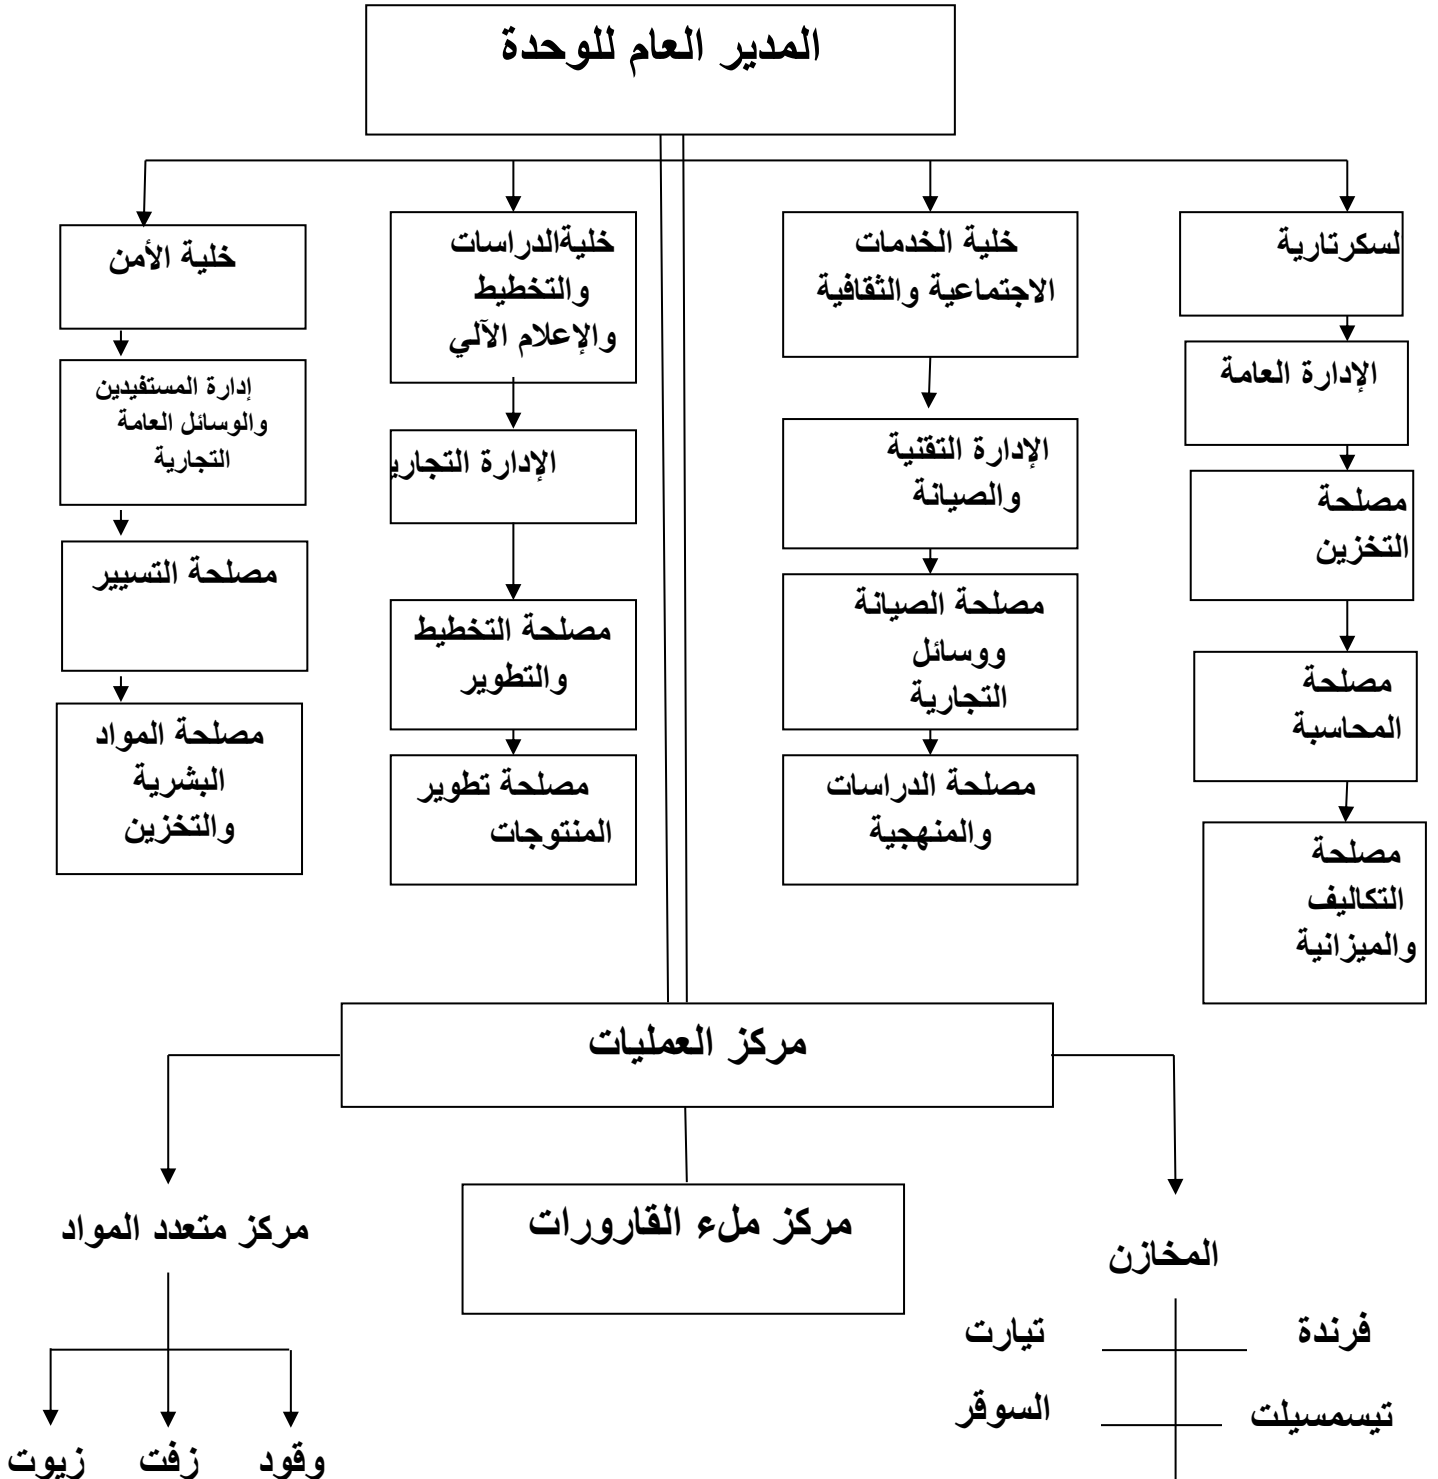 المدير العام للوحدة
لسكرتارية
خلية الخدمات
الاجتماعية والثقافية
خليةالدراسات
والتخطيط
والإعلام الآلي
خلية الأمن
الإدارة العامة
الإدارة التقنية
والصيانة
الإدارة التجاري
إدارة المستفيدين
والوسائل العامة
التجارية
مصلحة
التخزين
مصلحة الصيانة
ووسائل
التجارية
مصلحة التخطيط
والتطوير
مصلحة التسيير
مصلحة
المحاسبة
مصلحة الدراسات
والمنهجية
مصلحة تطوير
المنتوجات
مصلحة المواد
البشرية
والتخزين
مصلحة
التكاليف
والميزانية
مركز العمليات
المخازن
مركز ملء القارورات
مركز متعدد المواد
فرندة
تيارت
تيسمسيلت
السوقر
وقود
زفت
زيوت